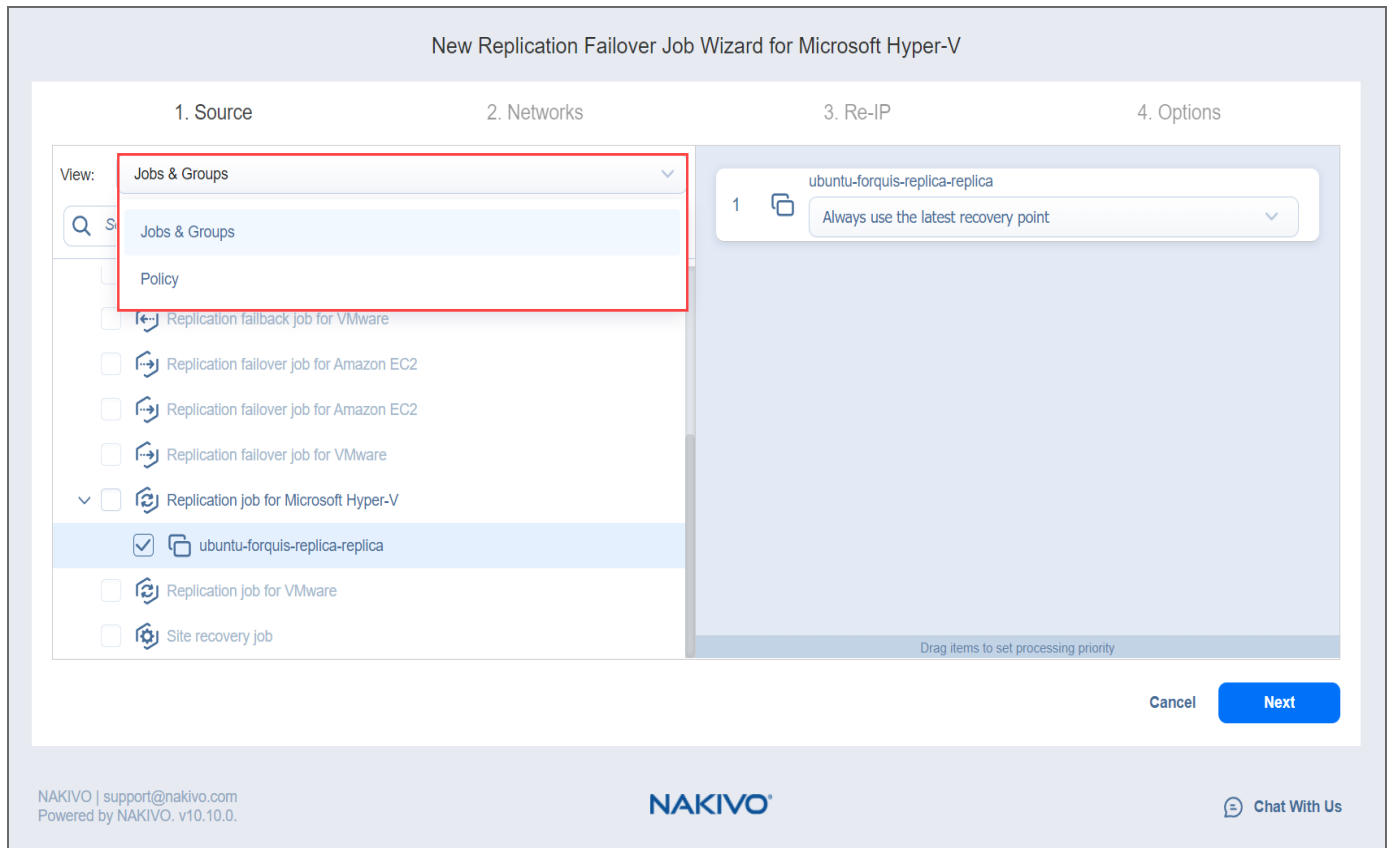 New Replication Failover Job Wizard for Microsoft Hyper-V
1. Source
2. Networks
3. Re-IP
4. Options
View:
Jobs & Groups
Jobs & Groups
Policy
Replication failback job for VMware
Replication failover job for Amazon EC2
Replication failover job for Amazon EC2
Replication failover job for VMware
Replication job for Microsoft Hyper-V
ubuntu-forquis-replica-replica
Replication job for VMware
Site recovery job
1
ubuntu-forquis-replica-replica
Always use the latest recovery point
Drag items to set processing priority
Cancel
Next
NAKIVO | support@nakivo.com
Powered by NAKIVO. v10.10.0.
NAKIVO®
Chat With Us